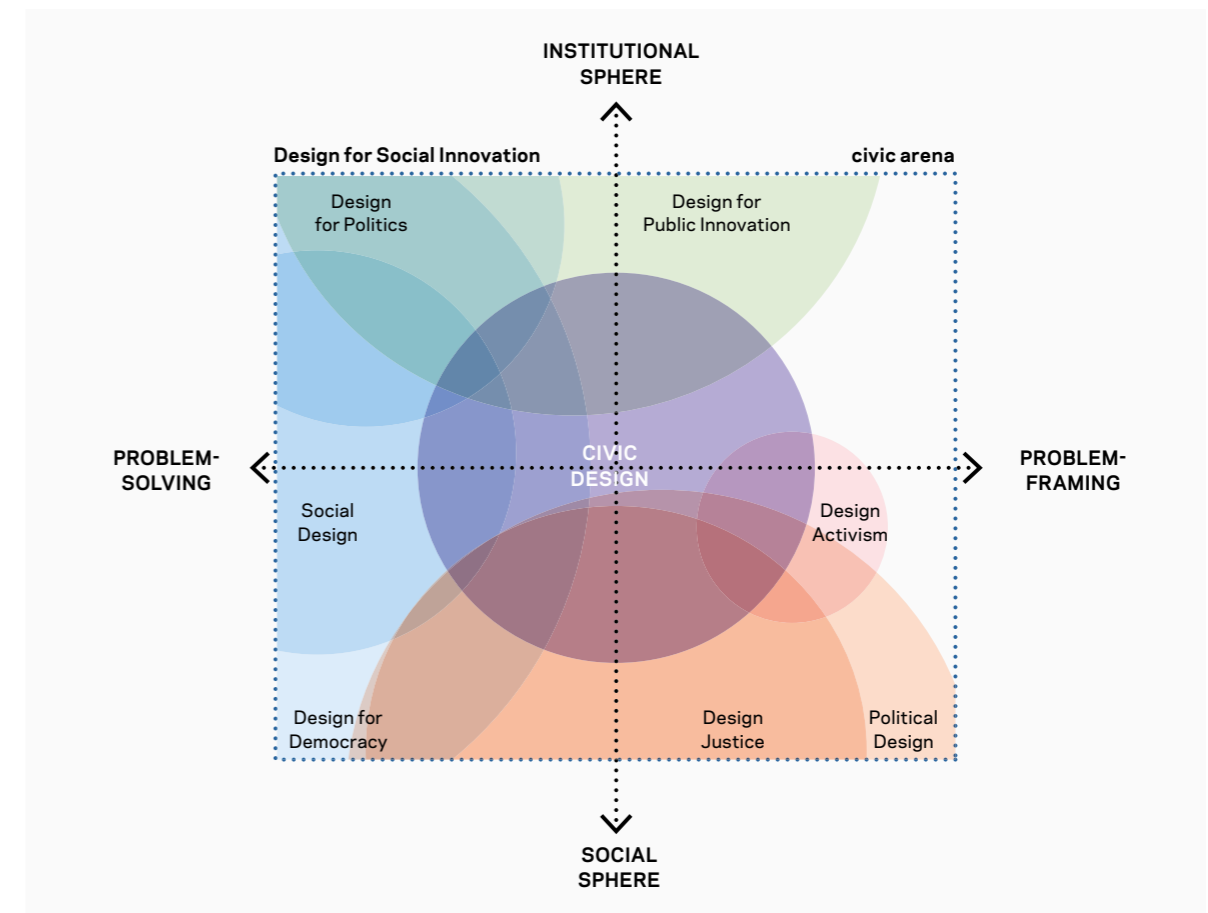 INSTITUTIONAL
SPHERE
Design for Social Innovation
civic arena
Design
for Politics
Design for
Public Innovation
PROBLEM-
SOLVING
CIVIC
DESIGN
PROBLEM-
FRAMING
Social
Design
Design
Activism
Design for
Democracy
Design
Justice
Political
Design
SOCIAL
SPHERE